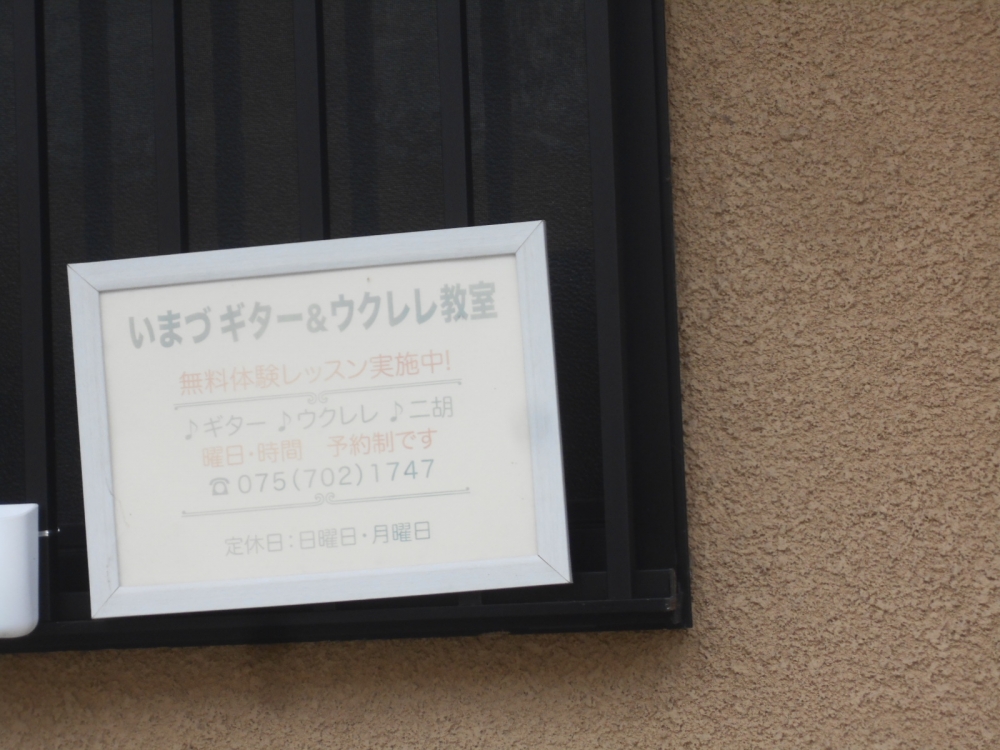 いまづギター&ウクレレ教室
無料体験レッスン実施中!
♪ギター ♪ウクレレ ♪二胡
曜日・時間 予約制です
☎075(702)1747
定休日:日曜日・月曜日